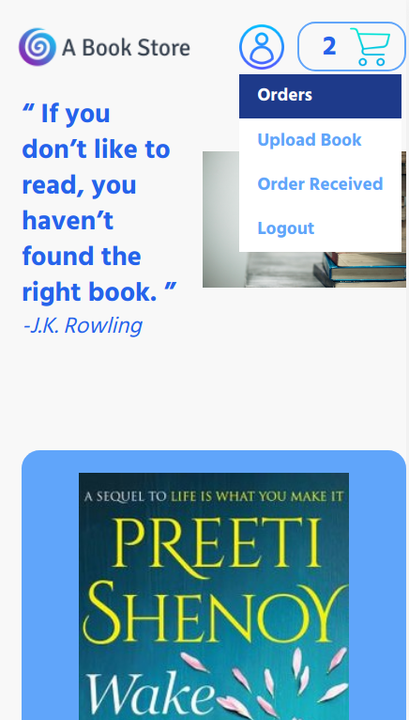 A Book Store
2
Orders
Upload Book
Order Received
Logout
“ If you
don’t like to
read, you
haven’t
found the
right book. ”
-J.K. Rowling
A SEQUEL TO LIFE IS WHAT YOU MAKE IT
PREETI
SHENOY
Wake